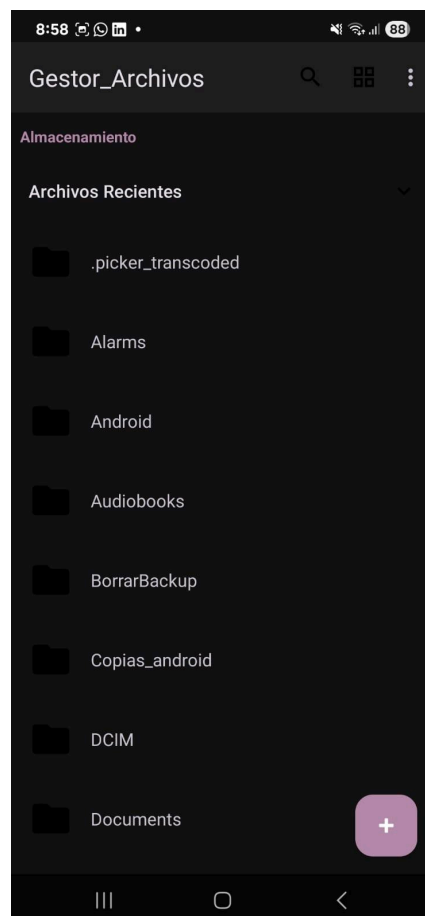 8:58
88
Gestor_Archivos
Almacenamiento
Archivos Recientes
.picker_transcoded
Alarms
Android
Audiobooks
BorrarBackup
Copias_android
DCIM
Documents